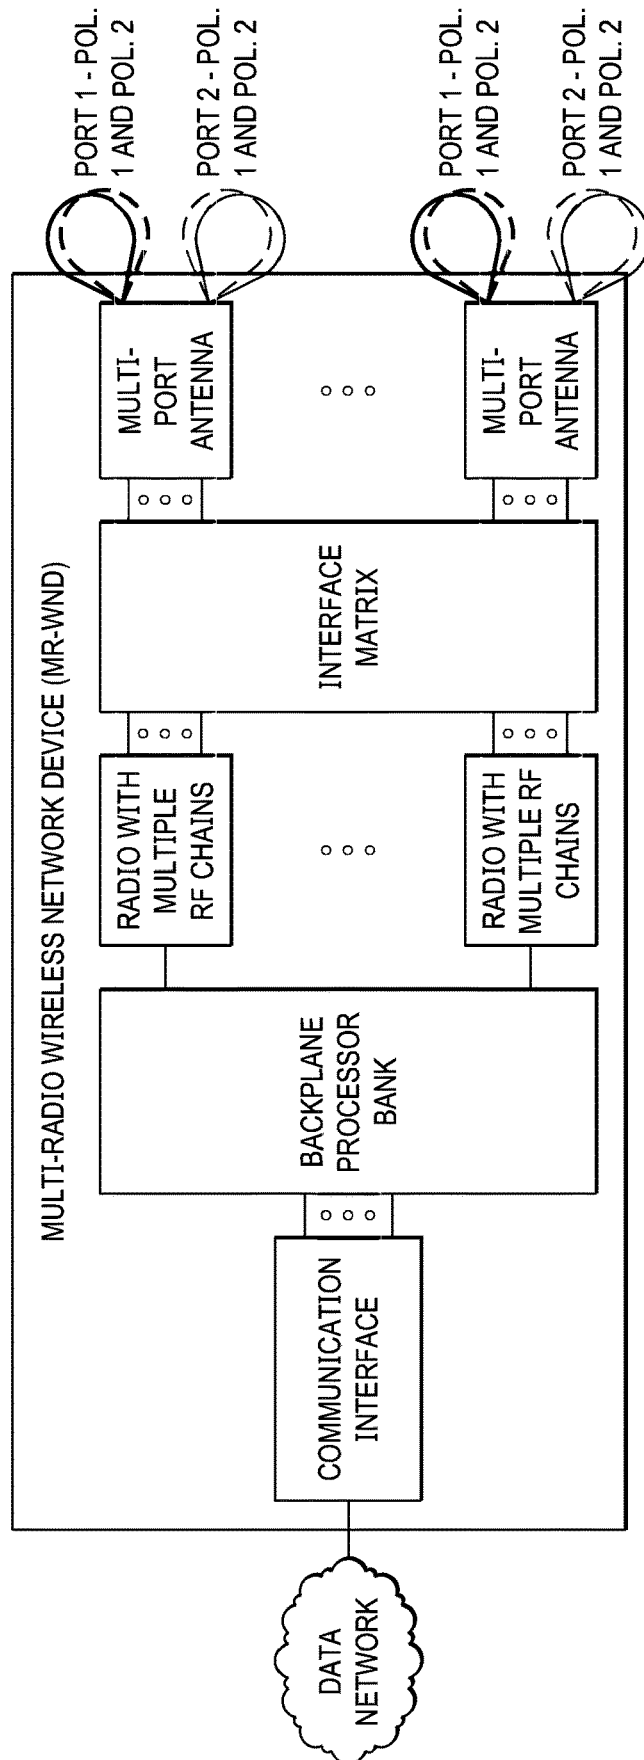 MULTI-RADIO WIRELESS NETWORK DEVICE (MR-WND)
DATA
NETWORK
COMMUNICATION
INTERFACE
BACKPLANE
PROCESSOR
BANK
RADIO WITH
MULTIPLE
RF CHAINS
RADIO WITH
MULTIPLE RF
CHAINS
INTERFACE
MATRIX
MULTI-
PORT
ANTENNA
MULTI-
PORT
ANTENNA
PORT 1 - POL.
1 AND POL. 2
PORT 2 - POL.
1 AND POL. 2
PORT 1 - POL.
1 AND POL. 2
PORT 2 - POL.
1 AND POL. 2